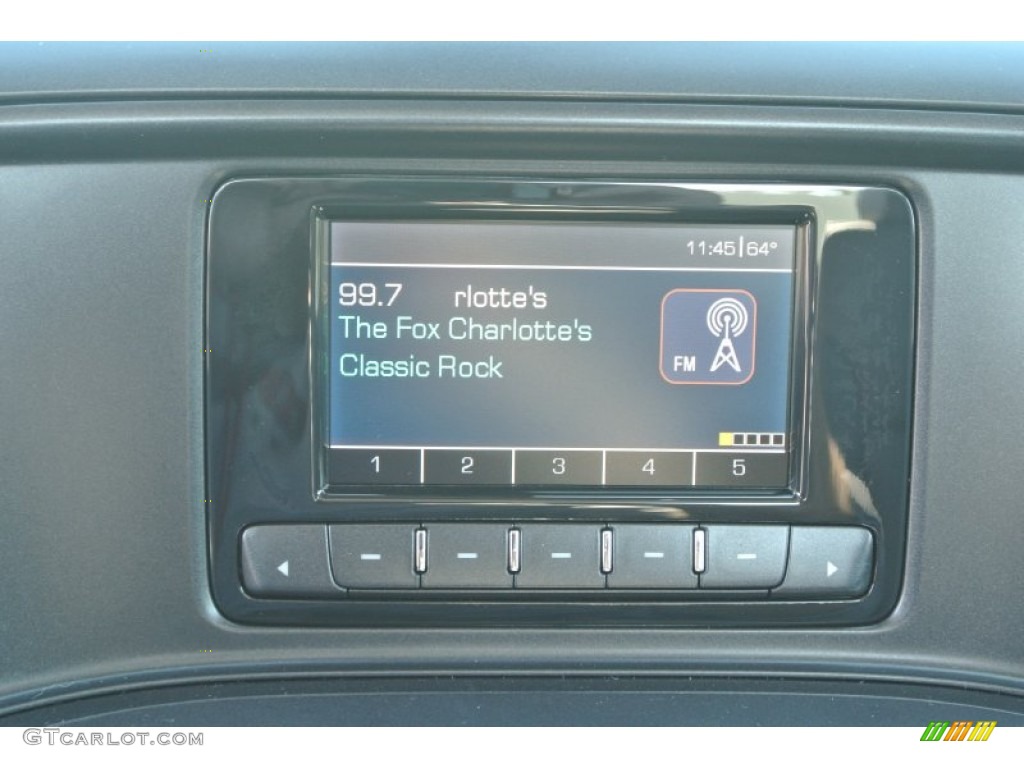 11:45|64°
99.7 rlotte's
The Fox Charlotte's
Classic Rock
FM
1 2 3 4 5
GTCarlot.com